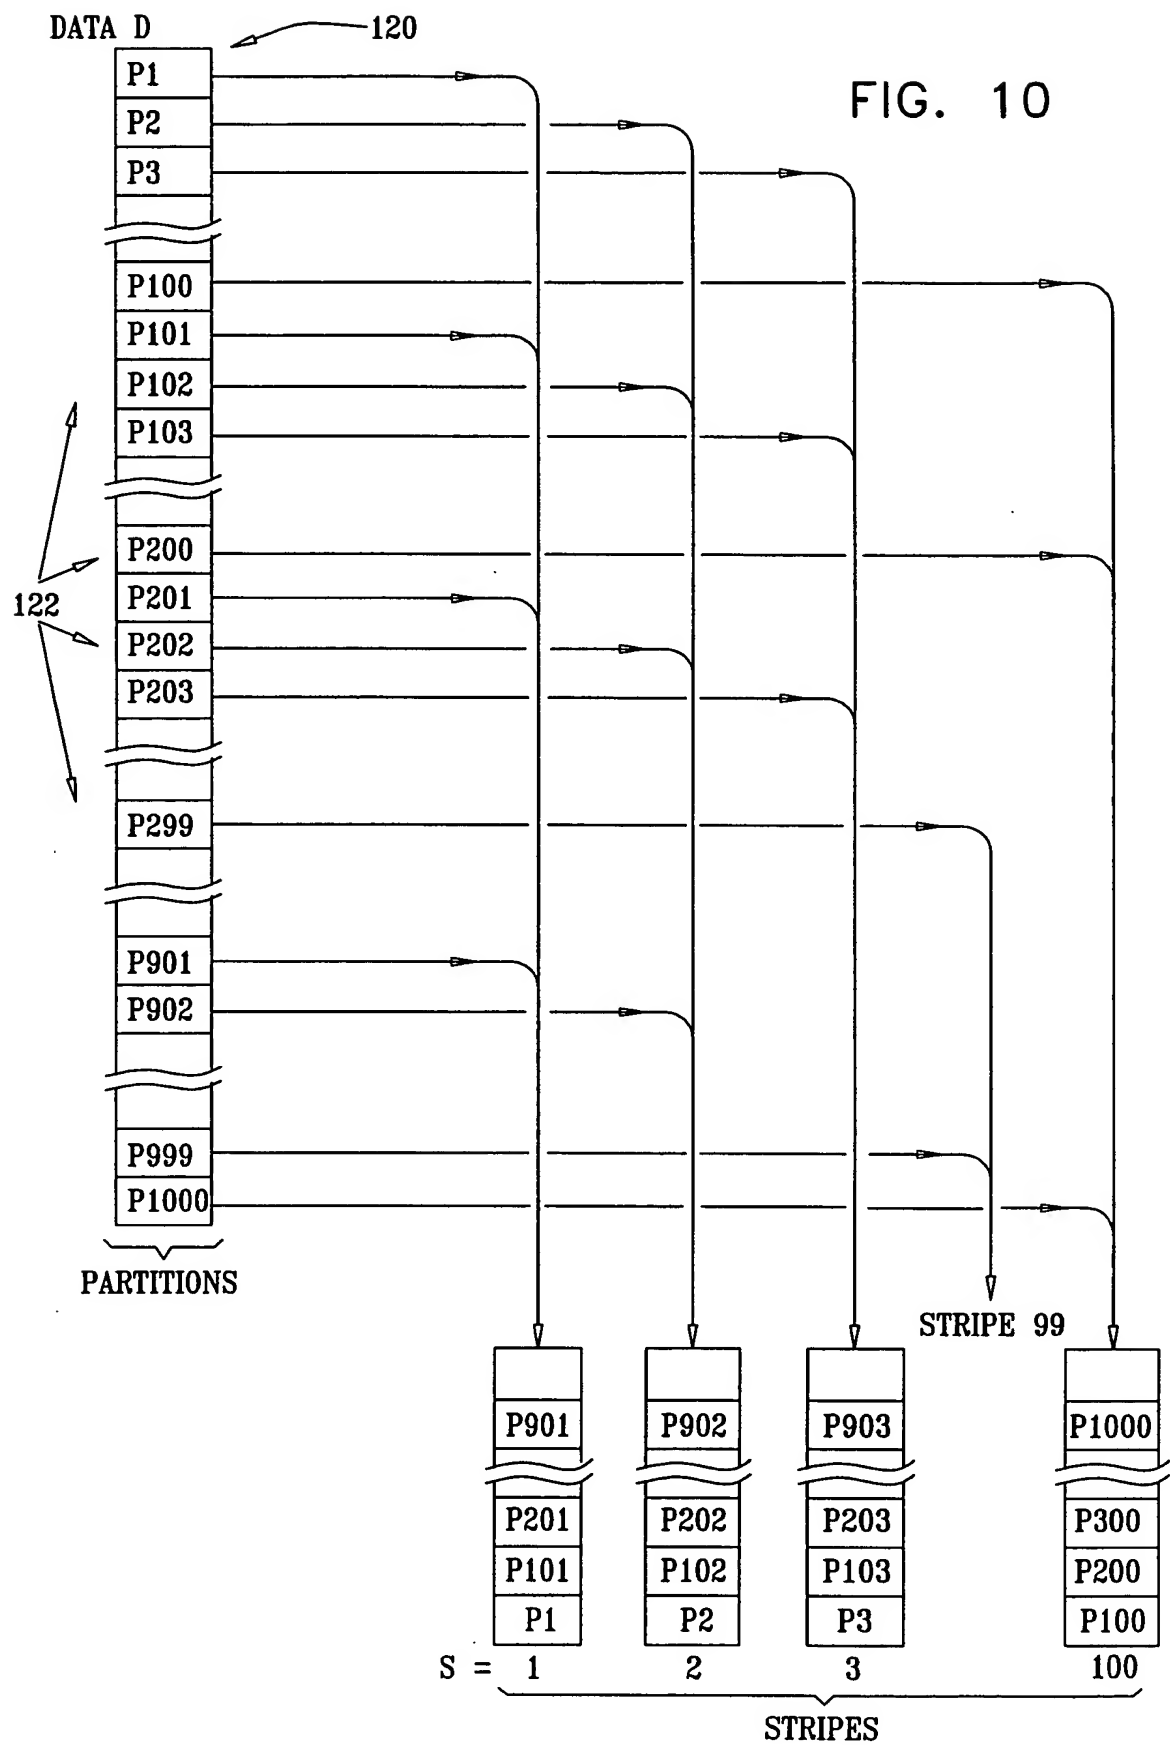 DATA D
120
FIG. 10
P1
P2
P3
P100
P101
P102
P103
P200
P201
P202
P203
P299
P901
P902
P999
P1000
122
PARTITIONS
STRIPE 99
P901 P902 P903 P1000
P201 P202 P203 P300
P101 P102 P103 P200
P1 P2 P3 P100
S = 1 2 3 100
STRIPES